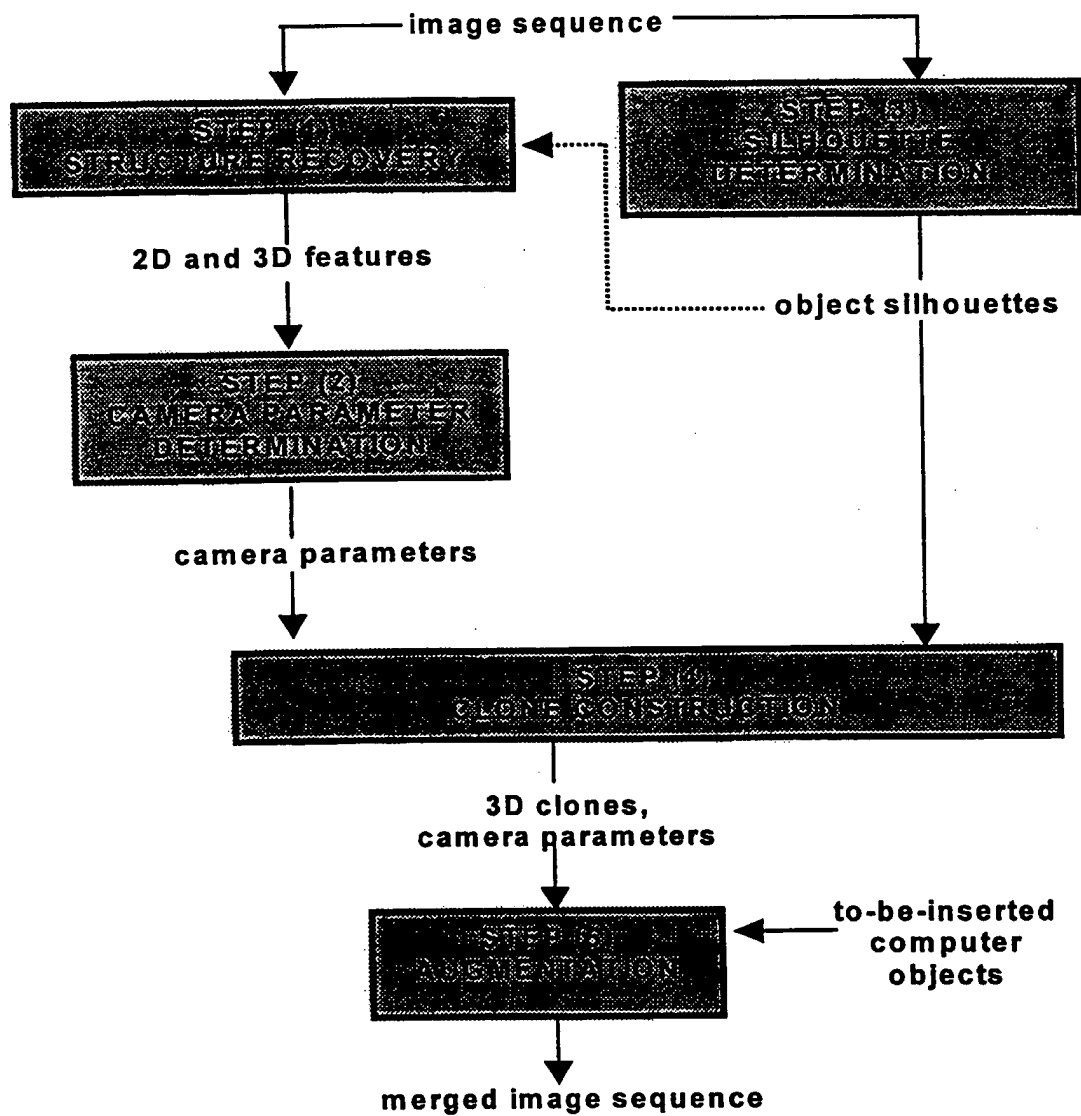 image sequence
STEP (1)
STRUCTURE RECOVERY
STEP (3)
SILHOUETTE
DETERMINATION
2D and 3D features
object silhouettes
STEP (2)
CAMERA PARAMETER
DETERMINATION
camera parameters
STEP (4)
CLONE CONSTRUCTION
3D clones,
camera parameters
STEP (5)
AUGMENTATION
to-be-inserted
computer
objects
merged image sequence